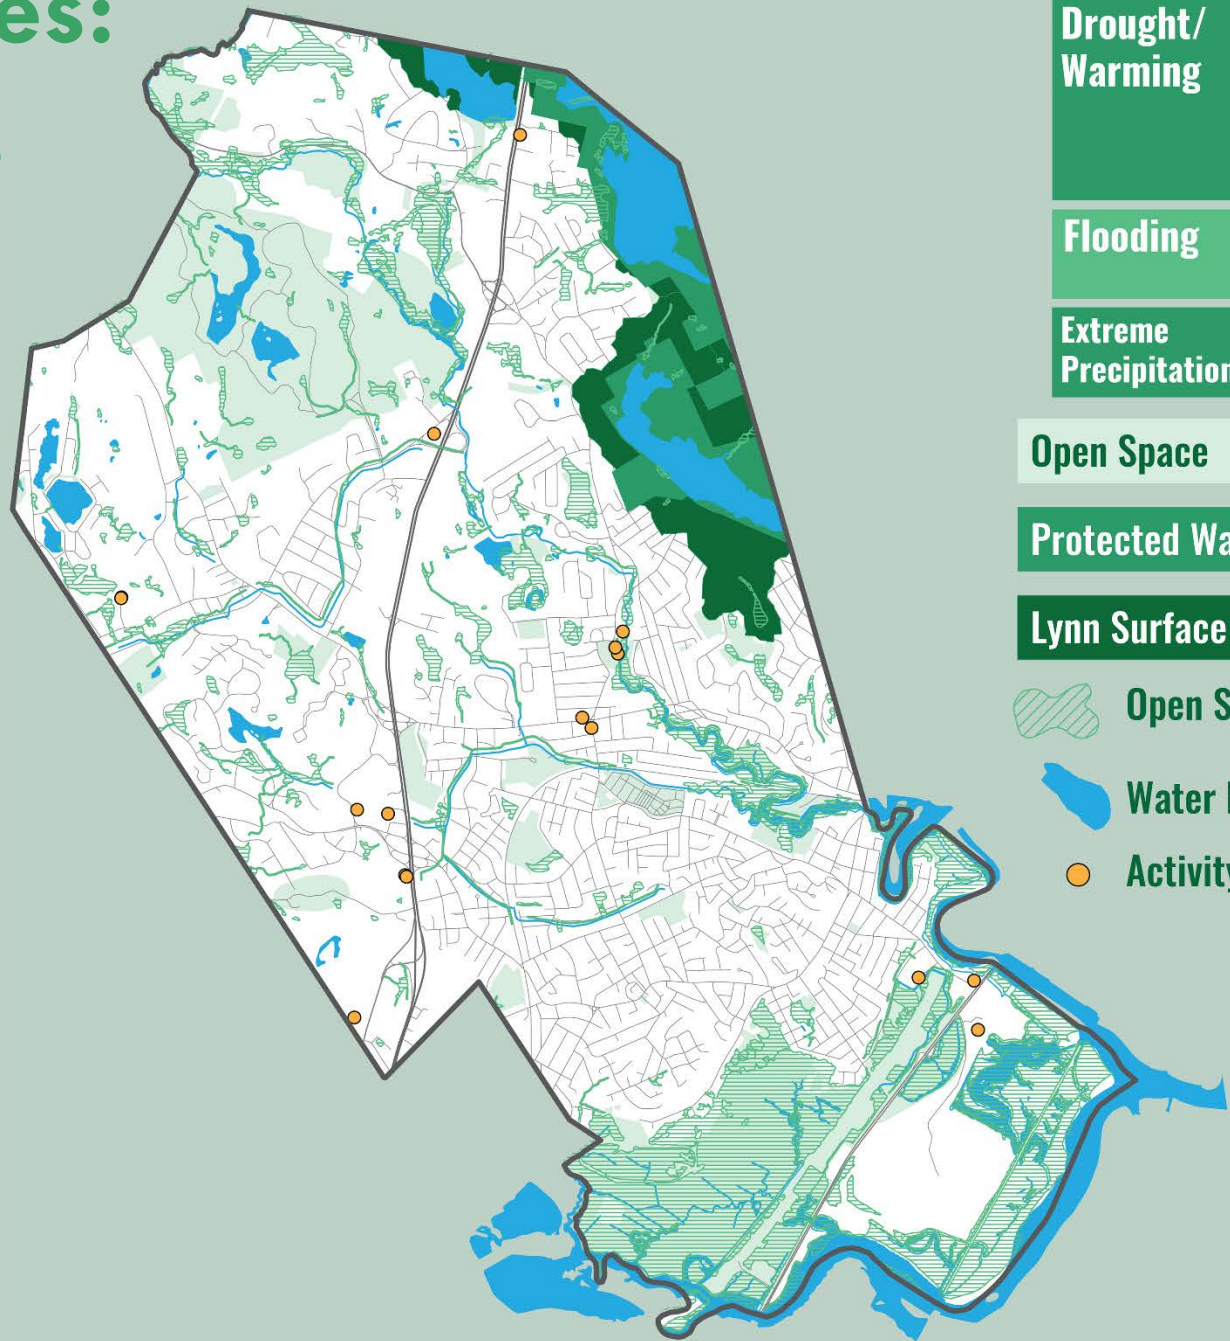 es:
Drought/
Warming
Flooding
Extreme
Precipitation
Open Space
Protected Wa
Lynn Surface
Open S
Water
Activity